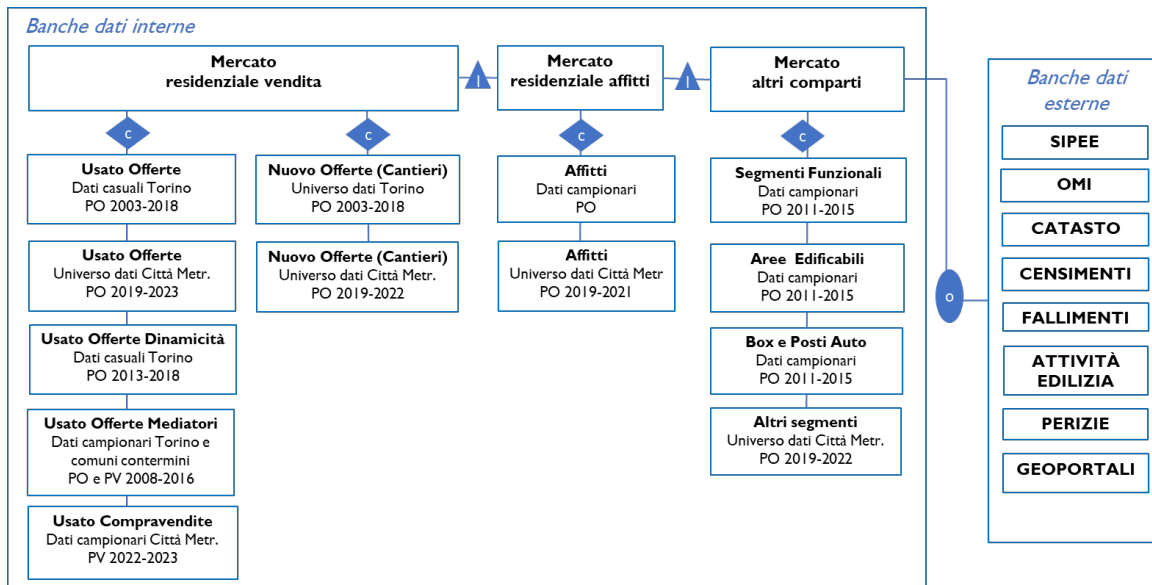 Banche dati interne
Mercato
residenziale vendita
I
Mercato
residenziale affitti
I
Mercato
altri comparti
C
Usato Offerte
Dati casuali Torino
PO 2003-2018
Usato Offerte
Universo dati Città Metr.
PO 2019-2023
Usato Offerte Dinamicità
Dati casuali Torino
PO 2013-2018
Usato Offerte Mediatori
Dati campionari Torino e
comuni contermini
PO e PV 2008-2016
Usato Compravendite
Dati campionari Città Metr.
PV 2022-2023
C
Nuovo Offerte (Cantieri)
Universo dati Torino
PO 2003-2018
Nuovo Offerte (Cantieri)
Universo dati Città Metr.
PO 2019-2022
C
Affitti
Dati campionari
PO
Affitti
Universo dati Città Metr
PO 2019-2021
C
Segmenti Funzionali
Dati campionari
PO 2011-2015
Aree Edificabili
Dati campionari
PO 2011-2015
Box e Posti Auto
Dati campionari
PO 2011-2015
Altri segmenti
Universo dati Città Metr.
PO 2019-2022
O
Banche dati
esterne
SIPEE
OMI
CATASTO
CENSIMENTI
FALLIMENTI
ATTIVITÀ
EDILIZIA
PERIZIE
GEOPORTALI